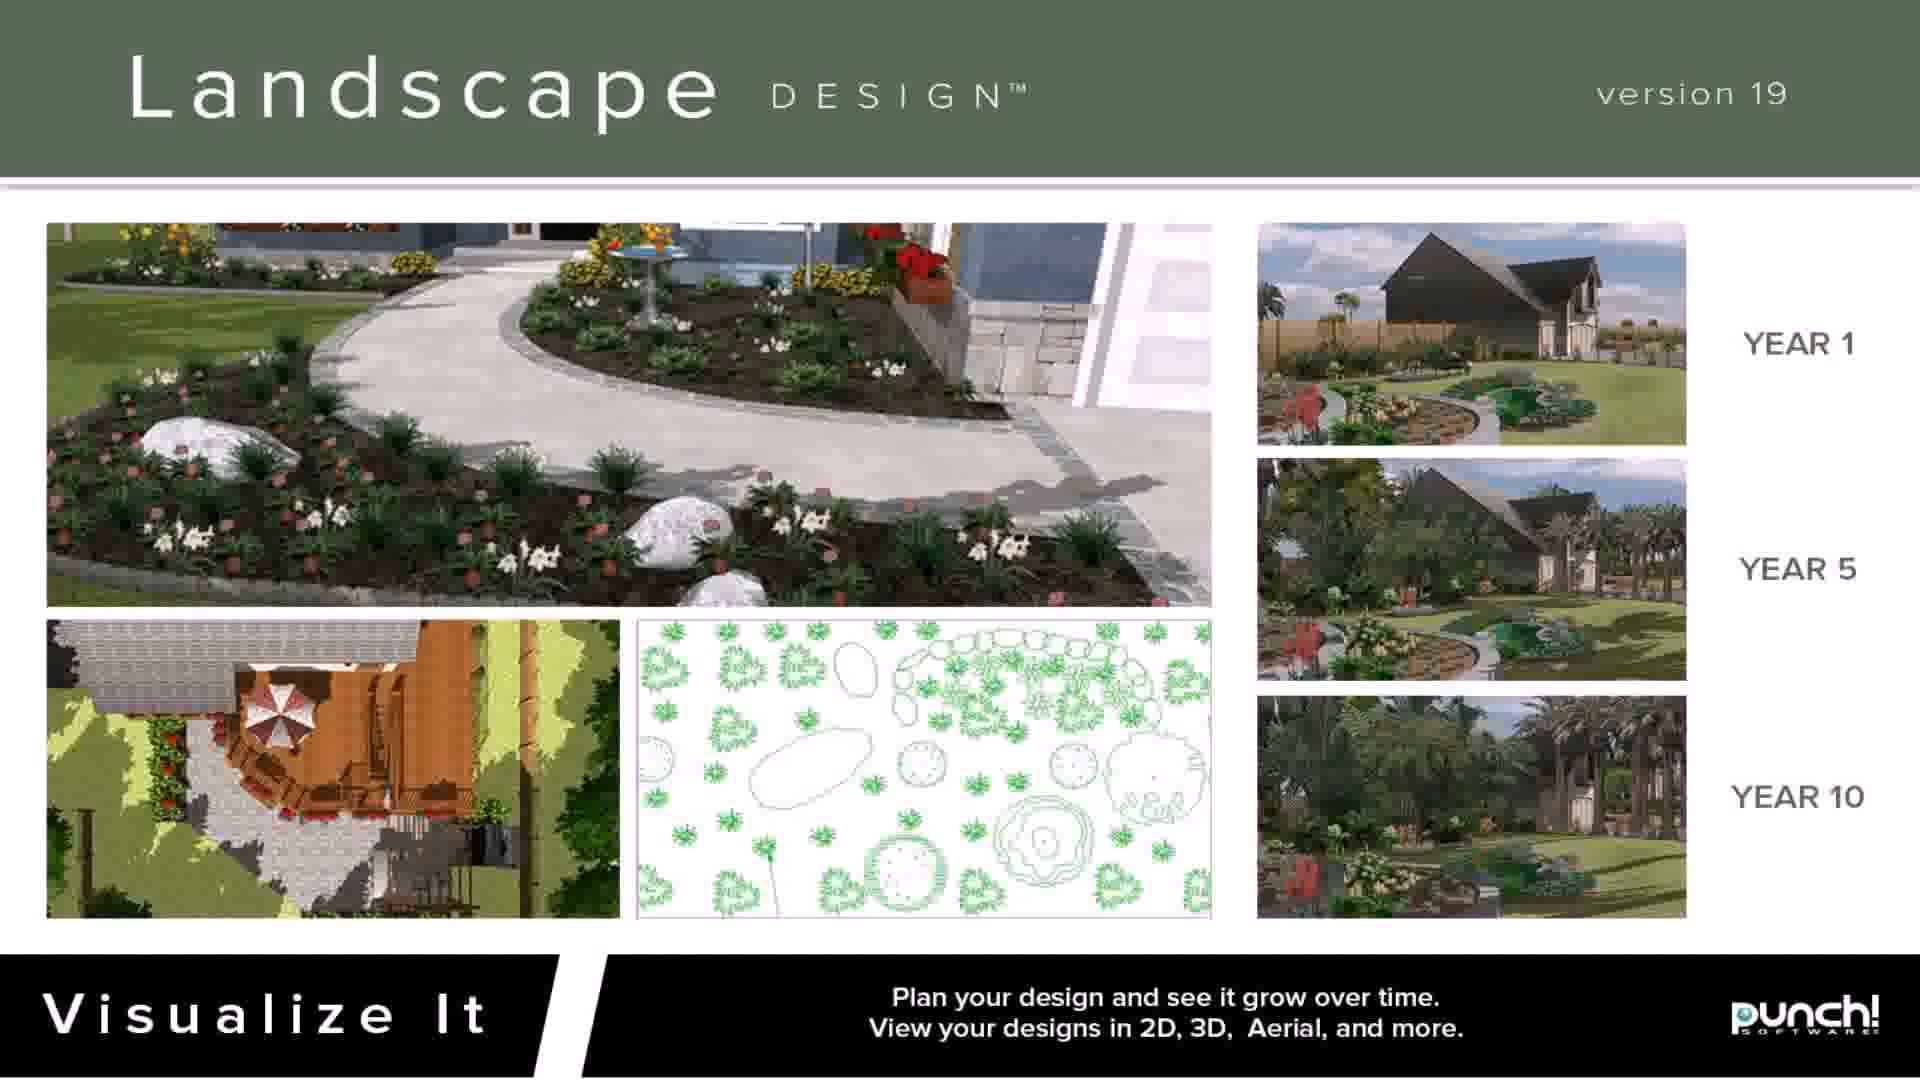 Landscape DESIGN™
version 19
YEAR 1
YEAR 5
YEAR 10
Visualize It
Plan your design and see it grow over time.
View your designs in 2D, 3D,  Aerial, and more.
punch!
SOFTWARE